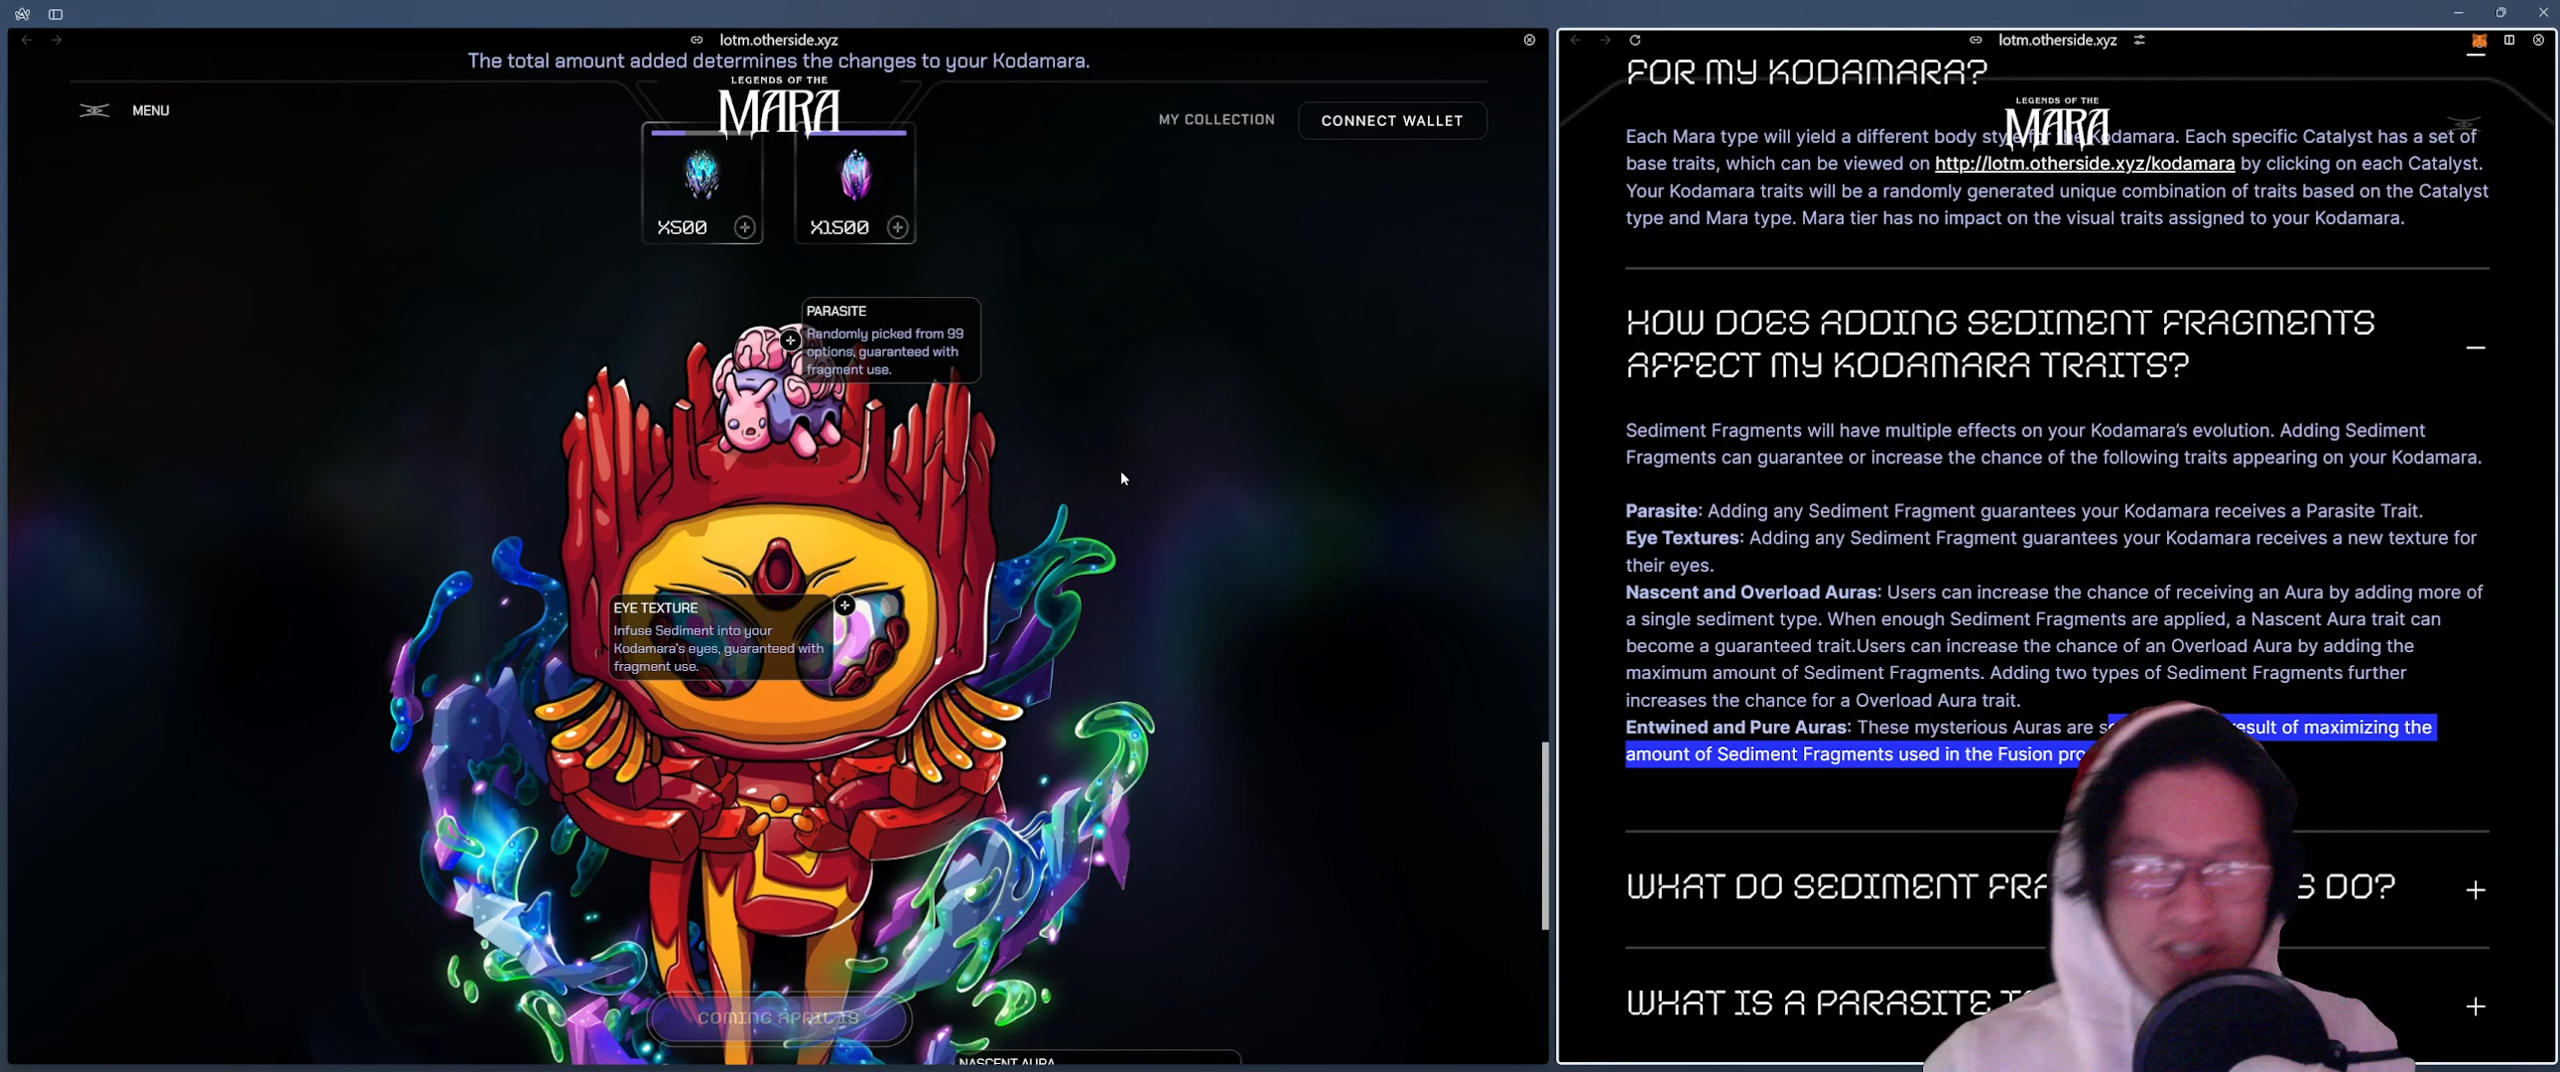 lotm.otherside.xyz
The total amount added determines the changes to your Kodamara.
LEGENDS OF THE
MARA
MENU
MY COLLECTION
CONNECT WALLET
X500
X1500
PARASITE
Randomly picked from 99
options, guaranteed with
fragment use.
EYE TEXTURE
Infuse Sediment into your
Kodamara's eyes, guaranteed with
fragment use.
COMING APRIL 18
NASCENT AURA
lotm.otherside.xyz
FOR MY KODAMARA?
LEGENDS OF THE
MARA
Each Mara type will yield a different body style for the Kodamara. Each specific Catalyst has a set of
base traits, which can be viewed on http://lotm.otherside.xyz/kodamara by clicking on each Catalyst.
Your Kodamara traits will be a randomly generated unique combination of traits based on the Catalyst
type and Mara type. Mara tier has no impact on the visual traits assigned to your Kodamara.
HOW DOES ADDING SEDIMENT FRAGMENTS
AFFECT MY KODAMARA TRAITS?
Sediment Fragments will have multiple effects on your Kodamara's evolution. Adding Sediment
Fragments can guarantee or increase the chance of the following traits appearing on your Kodamara.
Parasite: Adding any Sediment Fragment guarantees your Kodamara receives a Parasite Trait.
Eye Textures: Adding any Sediment Fragment guarantees your Kodamara receives a new texture for
their eyes.
Nascent and Overload Auras: Users can increase the chance of receiving an Aura by adding more of
a single sediment type. When enough Sediment Fragments are applied, a Nascent Aura trait can
become a guaranteed trait.Users can increase the chance of an Overload Aura by adding the
maximum amount of Sediment Fragments. Adding two types of Sediment Fragments further
increases the chance for a Overload Aura trait.
Entwined and Pure Auras: These mysterious Auras are result of maximizing the
amount of Sediment Fragments used in the Fusion
WHAT DO SEDIMENT DO?
WHAT IS A PARASITE